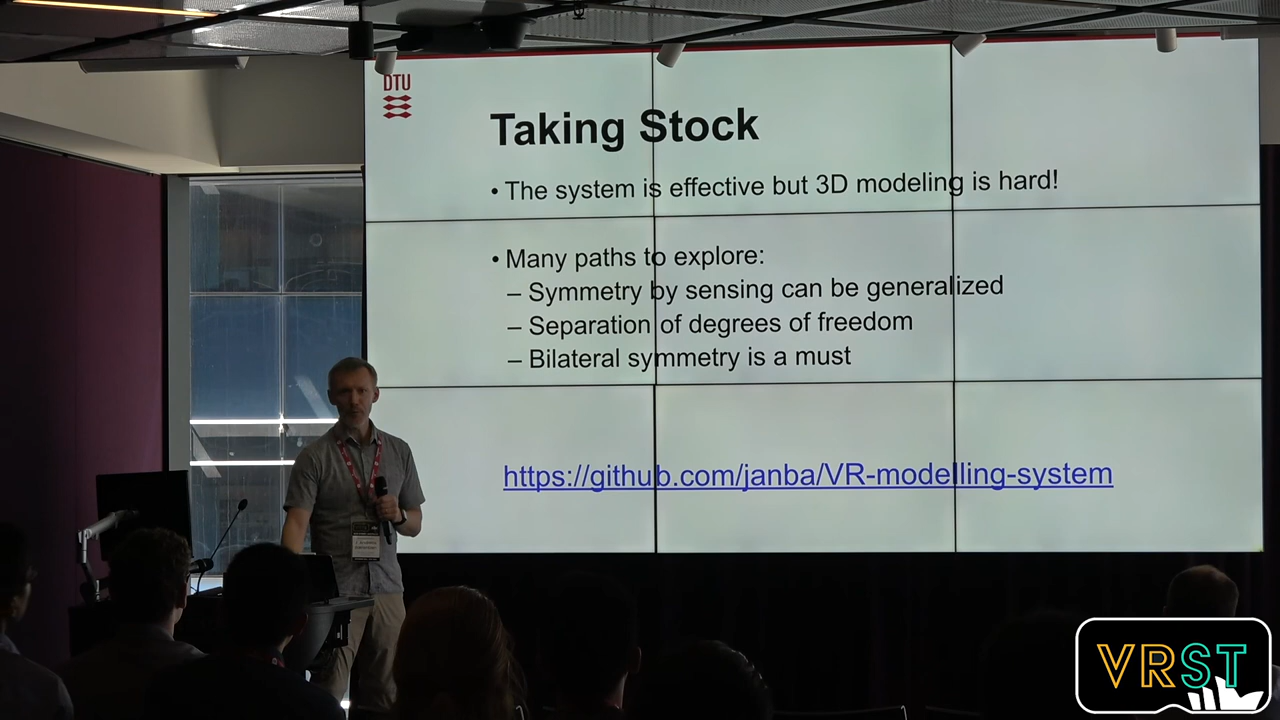 DTU
Taking Stock
• The system is effective but 3D modeling is hard!
• Many paths to explore:
– Symmetry by sensing can be generalized
– Separation of degrees of freedom
– Bilateral symmetry is a must
https://github.com/janba/VR-modelling-system
VRST